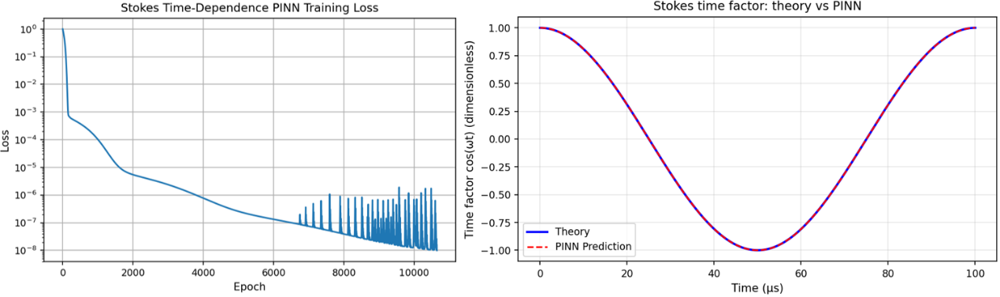 Stokes Time-Dependence PINN Training Loss
Loss
10⁰
10⁻¹
10⁻²
10⁻³
10⁻⁴
10⁻⁵
10⁻⁶
10⁻⁷
10⁻⁸
0 2000 4000 6000 8000 10000
Epoch
Stokes time factor: theory vs PINN
Time factor cos(ωt) (dimensionless)
1.00
0.75
0.50
0.25
0.00
−0.25
−0.50
−0.75
−1.00
Theory
PINN Prediction
0 20 40 60 80 100
Time (μs)